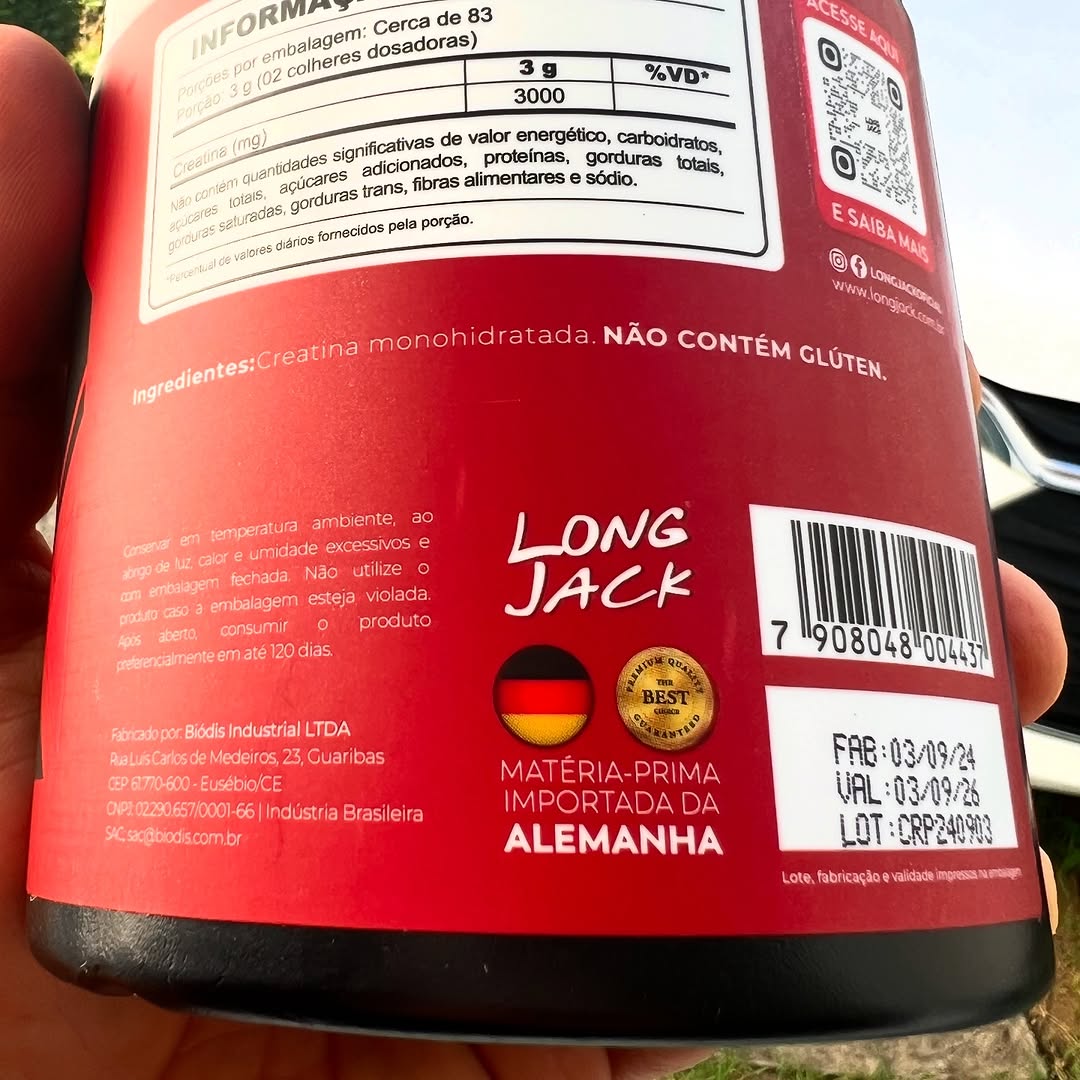 INFORMAÇ
Porções por embalagem: Cerca de 83
Porção: 3 g (02 colheres dosadoras)
3 g %VD*
Creatina (mg) 3000
Não contém quantidades significativas de valor energético, carboidratos,
açúcares totais, açúcares adicionados, proteínas, gorduras totais,
gorduras saturadas, gorduras trans, fibras alimentares e sódio.
*Percentual de valores diários fornecidos pela porção.
ACESSE AQUI
E SAIBA MAIS
LONGJACKOFICIAL
www.longjack.com.br
Ingredientes:Creatina monohidratada. NÃO CONTÉM GLÚTEN.
Conservar em temperatura ambiente, ao
abrigo de luz, calor e umidade excessivos e
com embalagem fechada. Não utilize o
produto caso a embalagem esteja violada.
Após aberto, consumir o produto
preferencialmente em até 120 dias.
Fabricado por: Biódis Industrial LTDA
Rua Luís Carlos de Medeiros, 23, Guaribas
CEP 61.770-600 - Eusébio/CE
CNPJ: 02.290.657/0001-66 | Indústria Brasileira
SAC: sac@biodis.com.br
LONG
JACK
PREMIUM QUALITY
THE
BEST
CHOICE
GUARANTEED
MATÉRIA-PRIMA
IMPORTADA DA
ALEMANHA
7 908048 004437
FAB:03/09/24
VAL:03/09/26
LOT:CRP240903
Lote, fabricação e validade impressos na embalagem